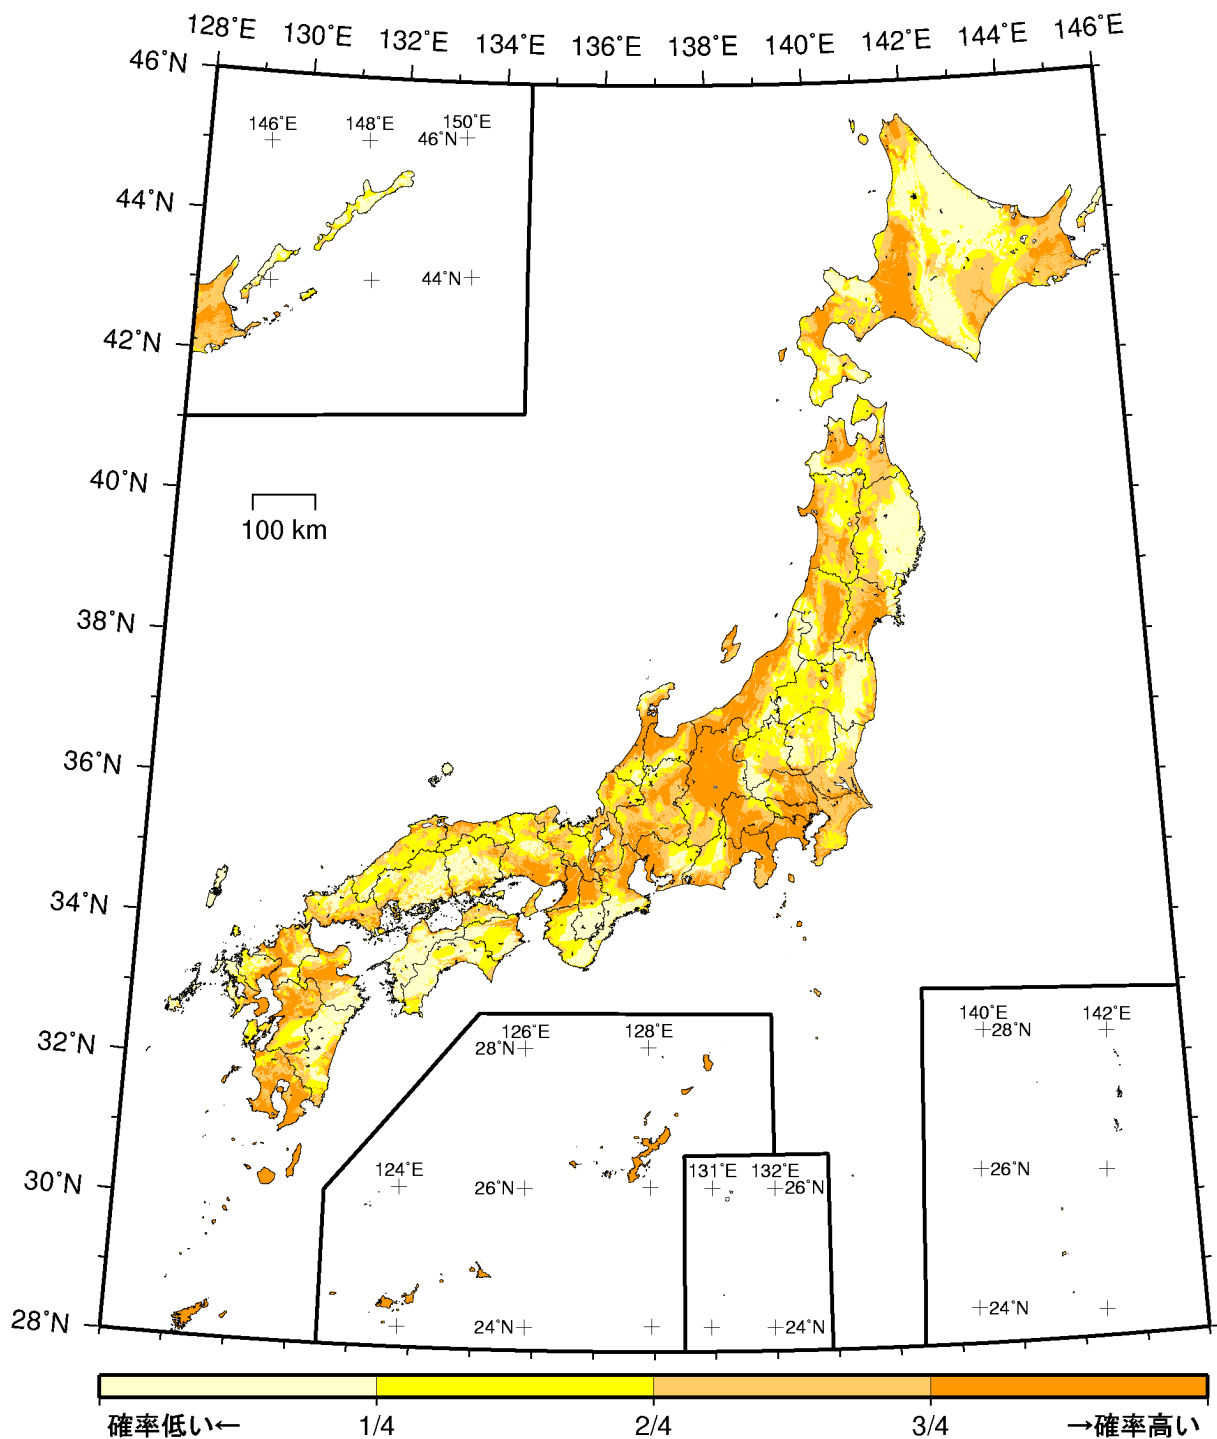 128°E 130°E 132°E 134°E 136°E 138°E 140°E 142°E 144°E 146°E
46°N
146°E 148°E 150°E
46°N
44°N
44°N
42°N
40°N
100 km
38°N
36°N
34°N
32°N
126°E 128°E
28°N
140°E 142°E
28°N
30°N
124°E
26°N
131°E 132°E
26°N
26°N
28°N
24°N
24°N
24°N
確率低い← 1/4 2/4 3/4 →確率高い